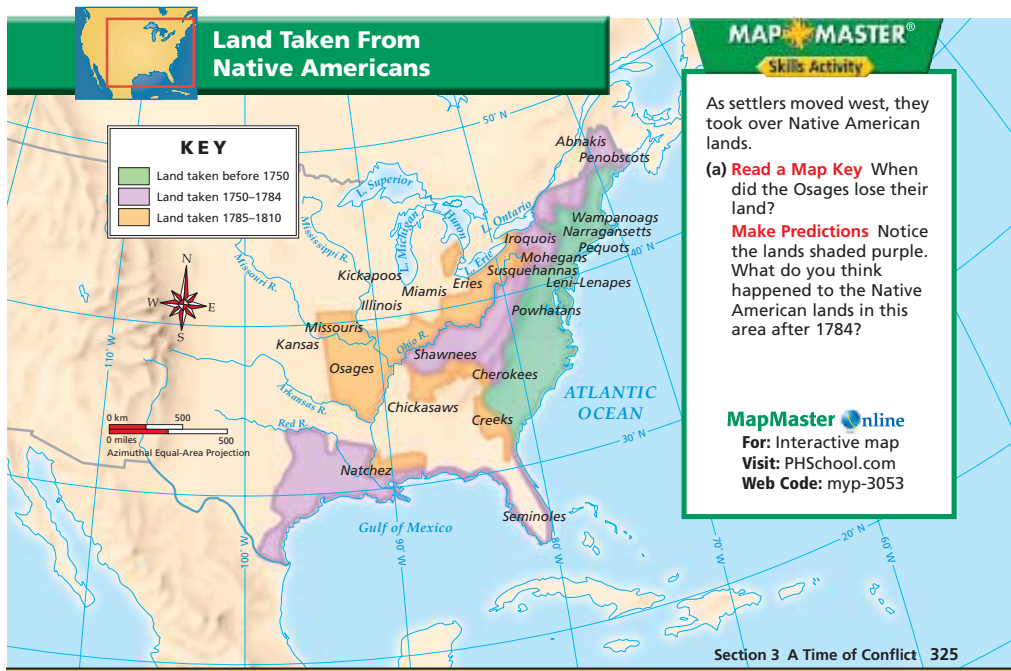 Land Taken From
Native Americans
KEY
Land taken before 1750
Land taken 1750–1784
Land taken 1785–1810
N
W
E
S
50° N
Abnakis
Penobscots
L. Superior
L. Michigan
L. Huron
L. Ontario
L. Erie
Mississippi R.
Missouri R.
Wampanoags
Narragansetts
Pequots
40° N
Iroquois
Mohegans
Susquehannas
Leni–Lenapes
Kickapoos
Miamis
Eries
Illinois
Powhatans
Missouris
Kansas
Ohio R.
Shawnees
Osages
Cherokees
110° W
Arkansas R.
Chickasaws
ATLANTIC
OCEAN
Creeks
Red R.
30° N
0 km 500
0 miles 500
Azimuthal Equal-Area Projection
Natchez
Seminoles
Gulf of Mexico
100° W
90° W
80° W
70° W
20° N
60° W
MAP MASTER®
Skills Activity
As settlers moved west, they
took over Native American
lands.
(a) Read a Map Key When
did the Osages lose their
land?
Make Predictions Notice
the lands shaded purple.
What do you think
happened to the Native
American lands in this
area after 1784?
MapMaster Online
For: Interactive map
Visit: PHSchool.com
Web Code: myp-3053
Section 3 A Time of Conflict 325